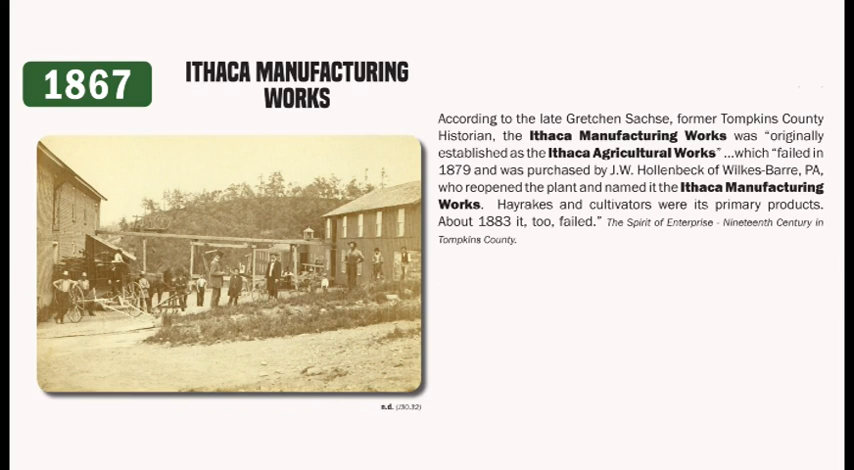 1867
ITHACA MANUFACTURING
WORKS
According to the late Gretchen Sachse, former Tompkins County
Historian, the Ithaca Manufacturing Works was “originally
established as the Ithaca Agricultural Works” ...which “failed in
1879 and was purchased by J.W. Hollenbeck of Wilkes-Barre, PA,
who reopened the plant and named it the Ithaca Manufacturing
Works. Hayrakes and cultivators were its primary products.
About 1883 it, too, failed.” The Spirit of Enterprise - Nineteenth Century in
Tompkins County.
n.d. (J30.32)